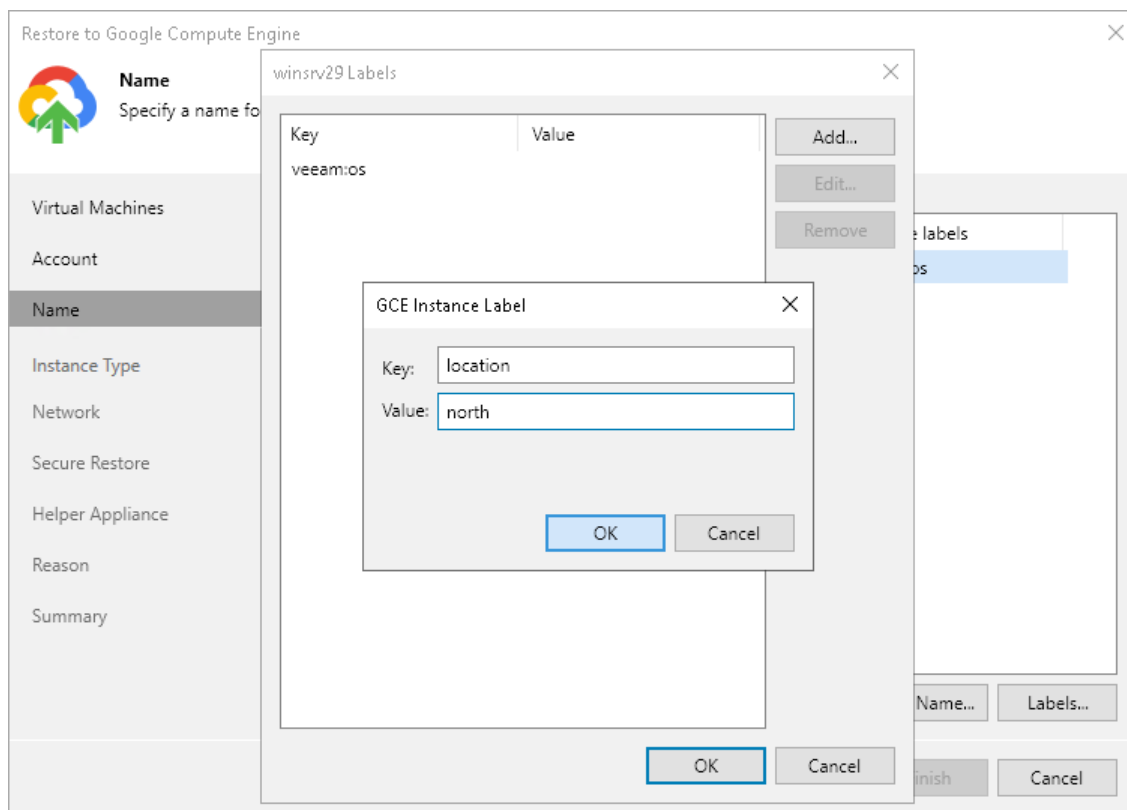 Restore to Google Compute Engine
Name
Specify a name fo
Virtual Machines
Account
Name
Instance Type
Network
Secure Restore
Helper Appliance
Reason
Summary
winsrv29 Labels
Key Value
veeam:os
Add...
Edit...
Remove
GCE Instance Label
Key: location
Value: north
OK Cancel
OK Cancel
e labels
os
Name... Labels...
inish Cancel